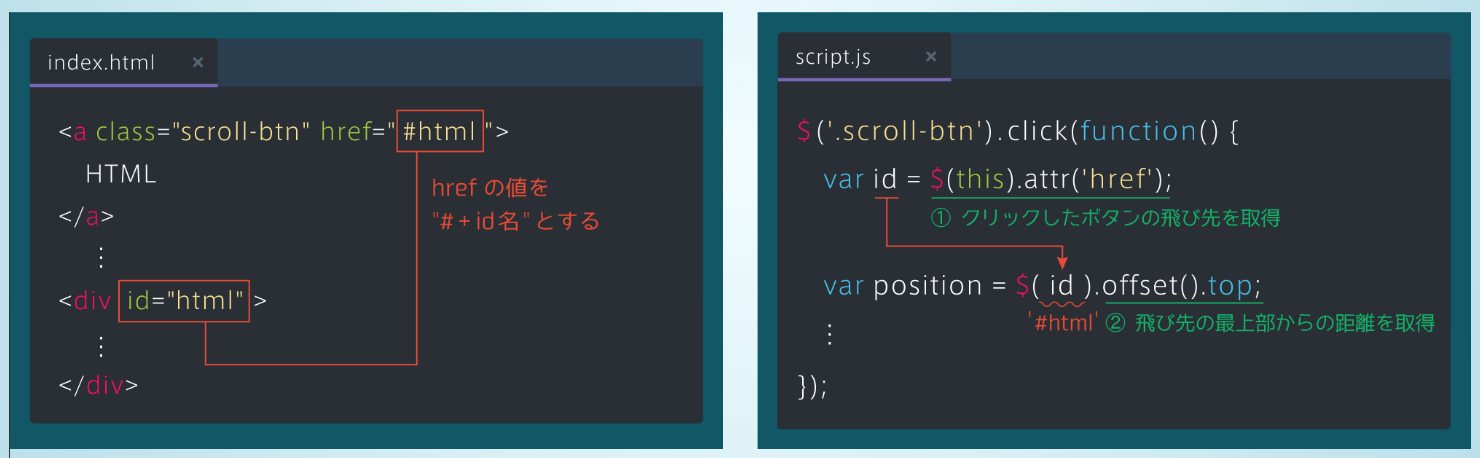 index.html ×
<a class="scroll-btn" href="#html">
HTML
</a>
href の値を
"#+id名"とする
⋮
<div id="html">
⋮
</div>
script.js ×
$('.scroll-btn').click(function() {
var id = $(this).attr('href');
① クリックしたボタンの飛び先を取得
var position = $( id ).offset().top;
'#html' ② 飛び先の最上部からの距離を取得
⋮
});